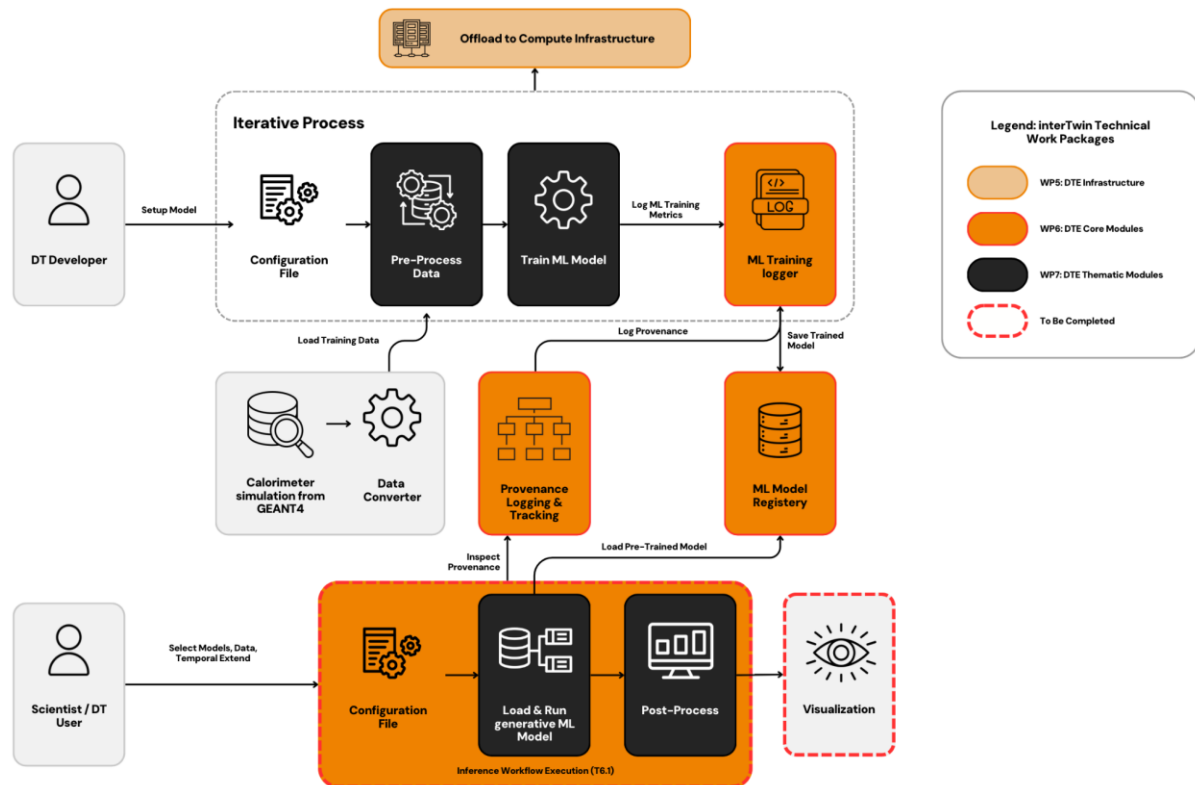 Offload to Compute Infrastructure
Iterative Process
DT Developer
Setup Model
Configuration
File
Pre-Process
Data
Train ML Model
Log ML Training
Metrics
LOG
ML Training
logger
Legend: interTwin Technical
Work Packages
WP5: DTE Infrastructure
WP6: DTE Core Modules
WP7: DTE Thematic Modules
To Be Completed
Load Training Data
Log Provenance
Save Trained
Model
Calorimeter
simulation from
GEANT4
Data
Converter
Provenance
Logging &
Tracking
ML Model
Registery
Inspect
Provenance
Load Pre-Trained Model
Scientist / DT
User
Select Models, Data,
Temporal Extend
Configuration
File
Load & Run
generative ML
Model
Post-Process
Visualization
Inference Workflow Execution (T6.1)